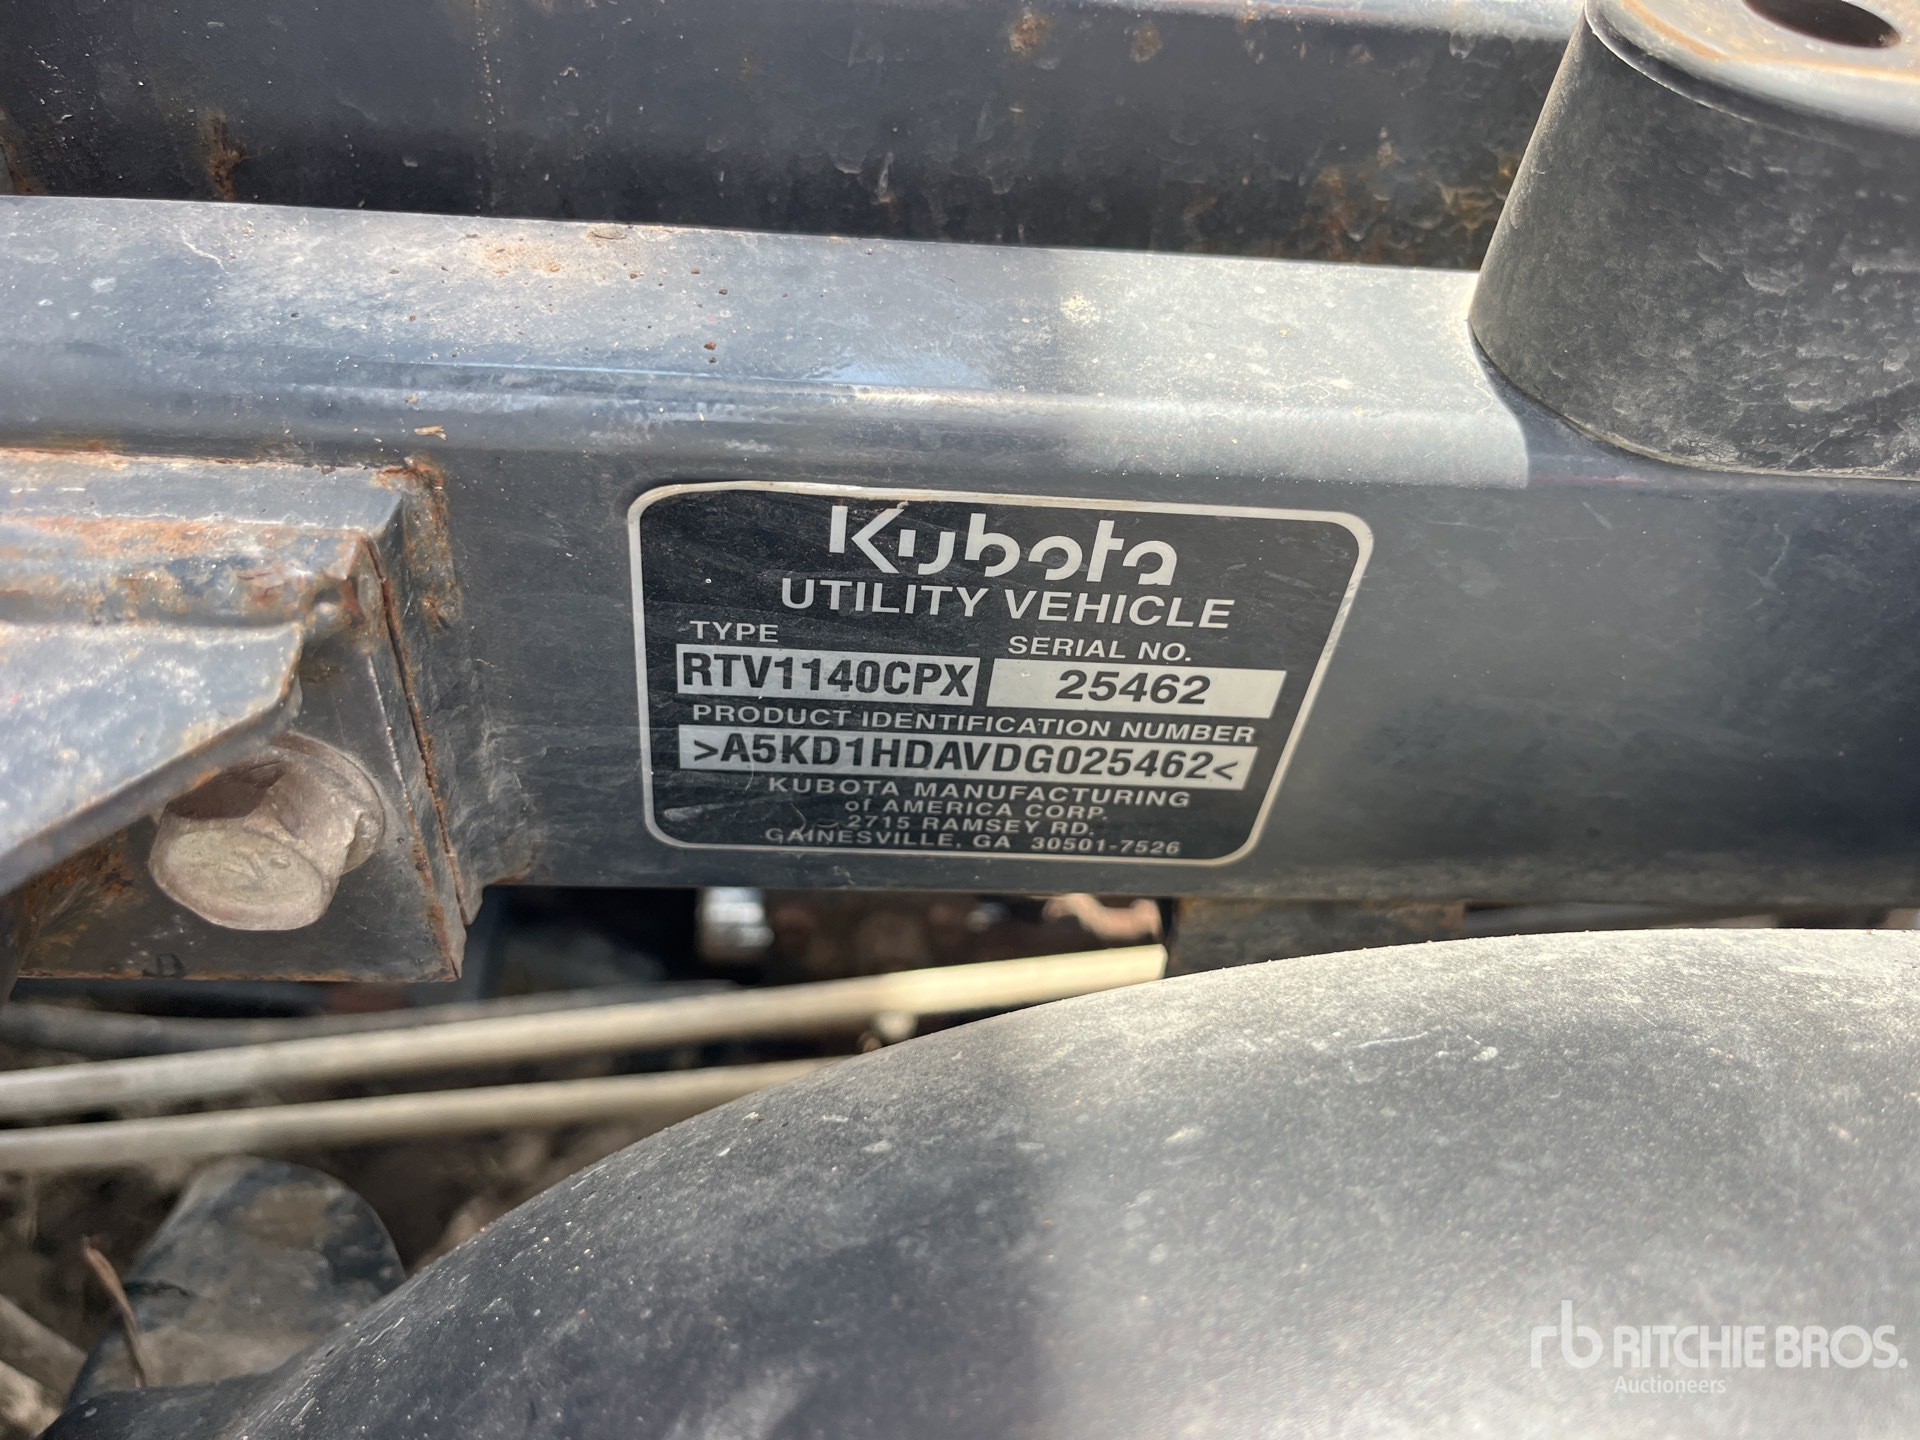 Kubota
UTILITY VEHICLE
TYPE SERIAL NO.
RTV1140CPX 25462
PRODUCT IDENTIFICATION NUMBER
>A5KD1HDAVDG025462<
KUBOTA MANUFACTURING
of AMERICA CORP.
2715 RAMSEY RD.
GAINESVILLE, GA 30501-7526
rb RITCHIE BROS.
Auctioneers